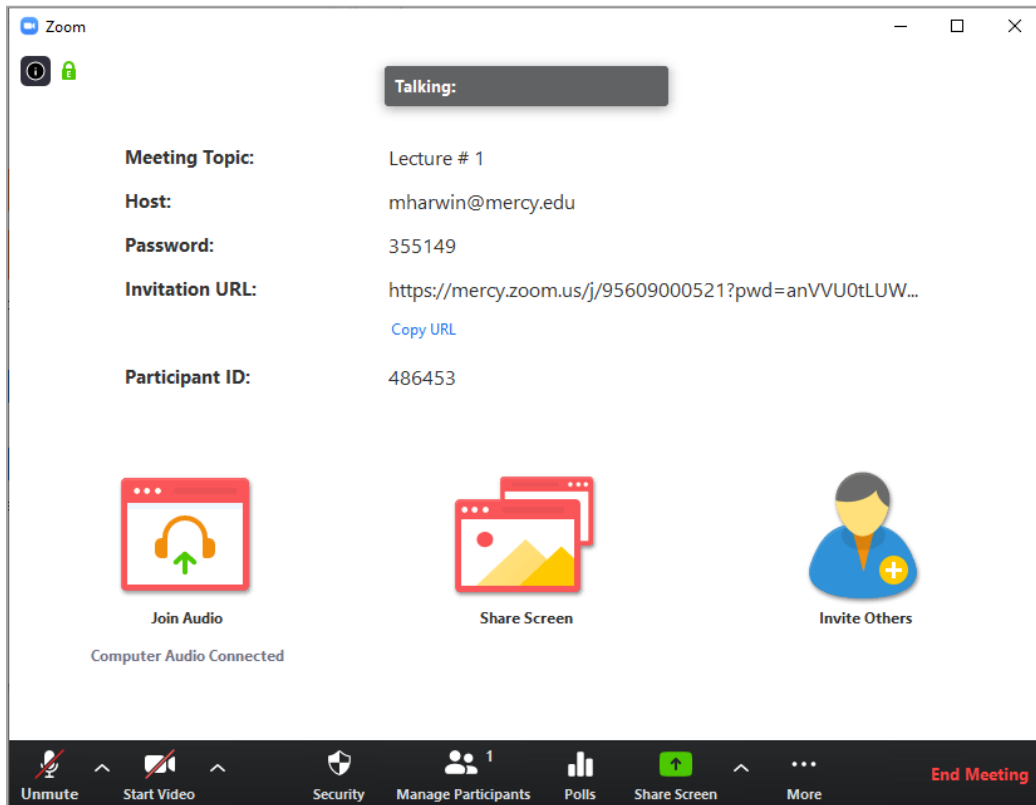 Zoom
Talking:
Meeting Topic: Lecture # 1
Host: mharwin@mercy.edu
Password: 355149
Invitation URL: https://mercy.zoom.us/j/95609000521?pwd=anVVU0tLUW...
Copy URL
Participant ID: 486453
Join Audio Share Screen Invite Others
Computer Audio Connected
1
Unmute Start Video Security Manage Participants Polls Share Screen More End Meeting